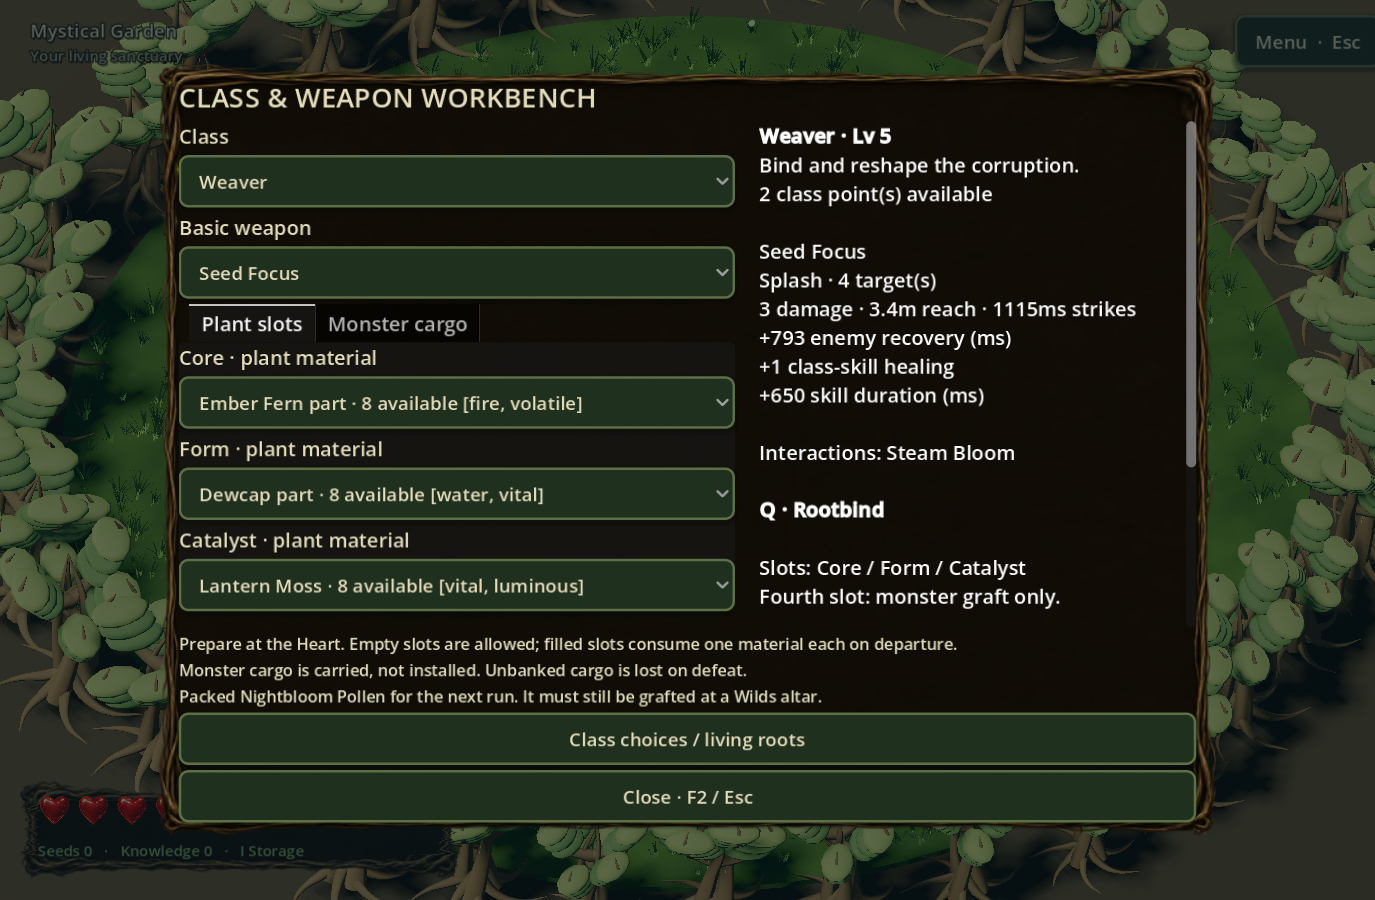 Mystical Garden
Your living sanctuary
Menu · Esc
CLASS & WEAPON WORKBENCH
Class
Weaver
Basic weapon
Seed Focus
Plant slots
Monster cargo
Core · plant material
Ember Fern part · 8 available [fire, volatile]
Form · plant material
Dewcap part · 8 available [water, vital]
Catalyst · plant material
Lantern Moss · 8 available [vital, luminous]
Weaver · Lv 5
Bind and reshape the corruption.
2 class point(s) available
Seed Focus
Splash · 4 target(s)
3 damage · 3.4m reach · 1115ms strikes
+793 enemy recovery (ms)
+1 class-skill healing
+650 skill duration (ms)
Interactions: Steam Bloom
Q · Rootbind
Slots: Core / Form / Catalyst
Fourth slot: monster graft only.
Prepare at the Heart. Empty slots are allowed; filled slots consume one material each on departure.
Monster cargo is carried, not installed. Unbanked cargo is lost on defeat.
Packed Nightbloom Pollen for the next run. It must still be grafted at a Wilds altar.
Class choices / living roots
Close · F2 / Esc
Seeds 0 · Knowledge 0 · I Storage